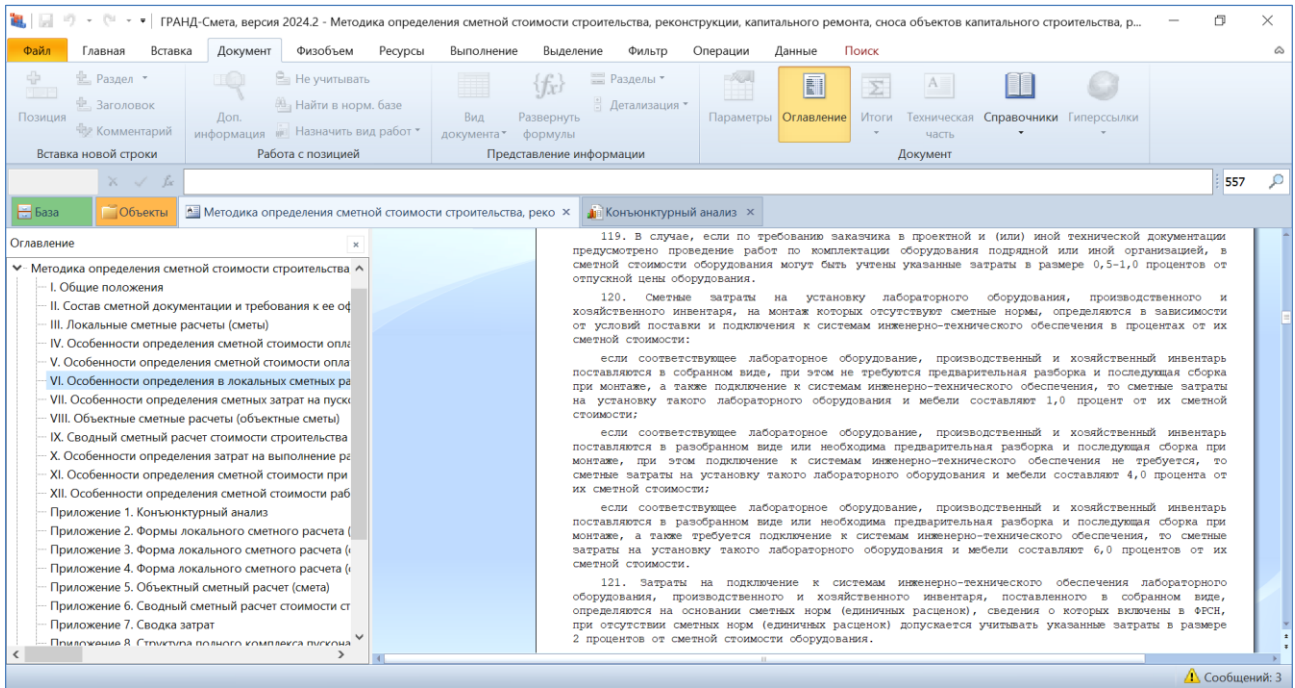 ГРАНД-Смета, версия 2024.2 - Методика определения сметной стоимости строительства, реконструкции, капитального ремонта, сноса объектов капитального строительства, р...
Файл Главная Вставка Документ Физобъем Ресурсы Выполнение Выделение Фильтр Операции Данные Поиск
Позиция
Раздел
Заголовок
Комментарий
Вставка новой строки
Доп. информация
Не учитывать
Найти в норм. базе
Назначить вид работ
Работа с позицией
Вид документа
Развернуть формулы
Разделы
Детализация
Представление информации
Параметры
Оглавление
Итоги
Техническая часть
Справочники
Гиперссылки
Документ
fx
557
База Объекты Методика определения сметной стоимости строительства, реко × Конъюнктурный анализ ×
Оглавление
Методика определения сметной стоимости строительства
I. Общие положения
II. Состав сметной документации и требования к ее оф
III. Локальные сметные расчеты (сметы)
IV. Особенности определения сметной стоимости опла
V. Особенности определения сметной стоимости оплат
VI. Особенности определения в локальных сметных ра
VII. Особенности определения сметных затрат на пуско
VIII. Объектные сметные расчеты (объектные сметы)
IX. Сводный сметный расчет стоимости строительства
X. Особенности определения затрат на выполнение ра
XI. Особенности определения сметной стоимости при
XII. Особенности определения сметной стоимости раб
Приложение 1. Конъюнктурный анализ
Приложение 2. Формы локального сметного расчета (
Приложение 3. Форма локального сметного расчета (
Приложение 4. Форма локального сметного расчета (
Приложение 5. Объектный сметный расчет (смета)
Приложение 6. Сводный сметный расчет стоимости ст
Приложение 7. Сводка затрат
Приложение 8. Структура полного комплекса пускона
119. В случае, если по требованию заказчика в проектной и (или) иной технической документации
предусмотрено проведение работ по комплектации оборудования подрядной или иной организацией, в
сметной стоимости оборудования могут быть учтены указанные затраты в размере 0,5-1,0 процентов от
отпускной цены оборудования.
120. Сметные затраты на установку лабораторного оборудования, производственного и
хозяйственного инвентаря, на монтаж которых отсутствуют сметные нормы, определяются в зависимости
от условий поставки и подключения к системам инженерно-технического обеспечения в процентах от их
сметной стоимости:
если соответствующее лабораторное оборудование, производственный и хозяйственный инвентарь
поставляются в собранном виде, при этом не требуются предварительная разборка и последующая сборка
при монтаже, а также подключение к системам инженерно-технического обеспечения, то сметные затраты
на установку такого лабораторного оборудования и мебели составляют 1,0 процент от их сметной
стоимости;
если соответствующее лабораторное оборудование, производственный и хозяйственный инвентарь
поставляются в разобранном виде или необходима предварительная разборка и последующая сборка при
монтаже, при этом подключение к системам инженерно-технического обеспечения не требуется, то
сметные затраты на установку такого лабораторного оборудования и мебели составляют 4,0 процента от
их сметной стоимости;
если соответствующее лабораторное оборудование, производственный и хозяйственный инвентарь
поставляются в разобранном виде или необходима предварительная разборка и последующая сборка при
монтаже, а также требуется подключение к системам инженерно-технического обеспечения, то сметные
затраты на установку такого лабораторного оборудования и мебели составляют 6,0 процентов от их
сметной стоимости.
121. Затраты на подключение к системам инженерно-технического обеспечения лабораторного
оборудования, производственного и хозяйственного инвентаря, поставленного в собранном виде,
определяются на основании сметных норм (единичных расценок), сведения о которых включены в ФРСН,
при отсутствии сметных норм (единичных расценок) допускается учитывать указанные затраты в размере
2 процентов от сметной стоимости оборудования.
Сообщений: 3